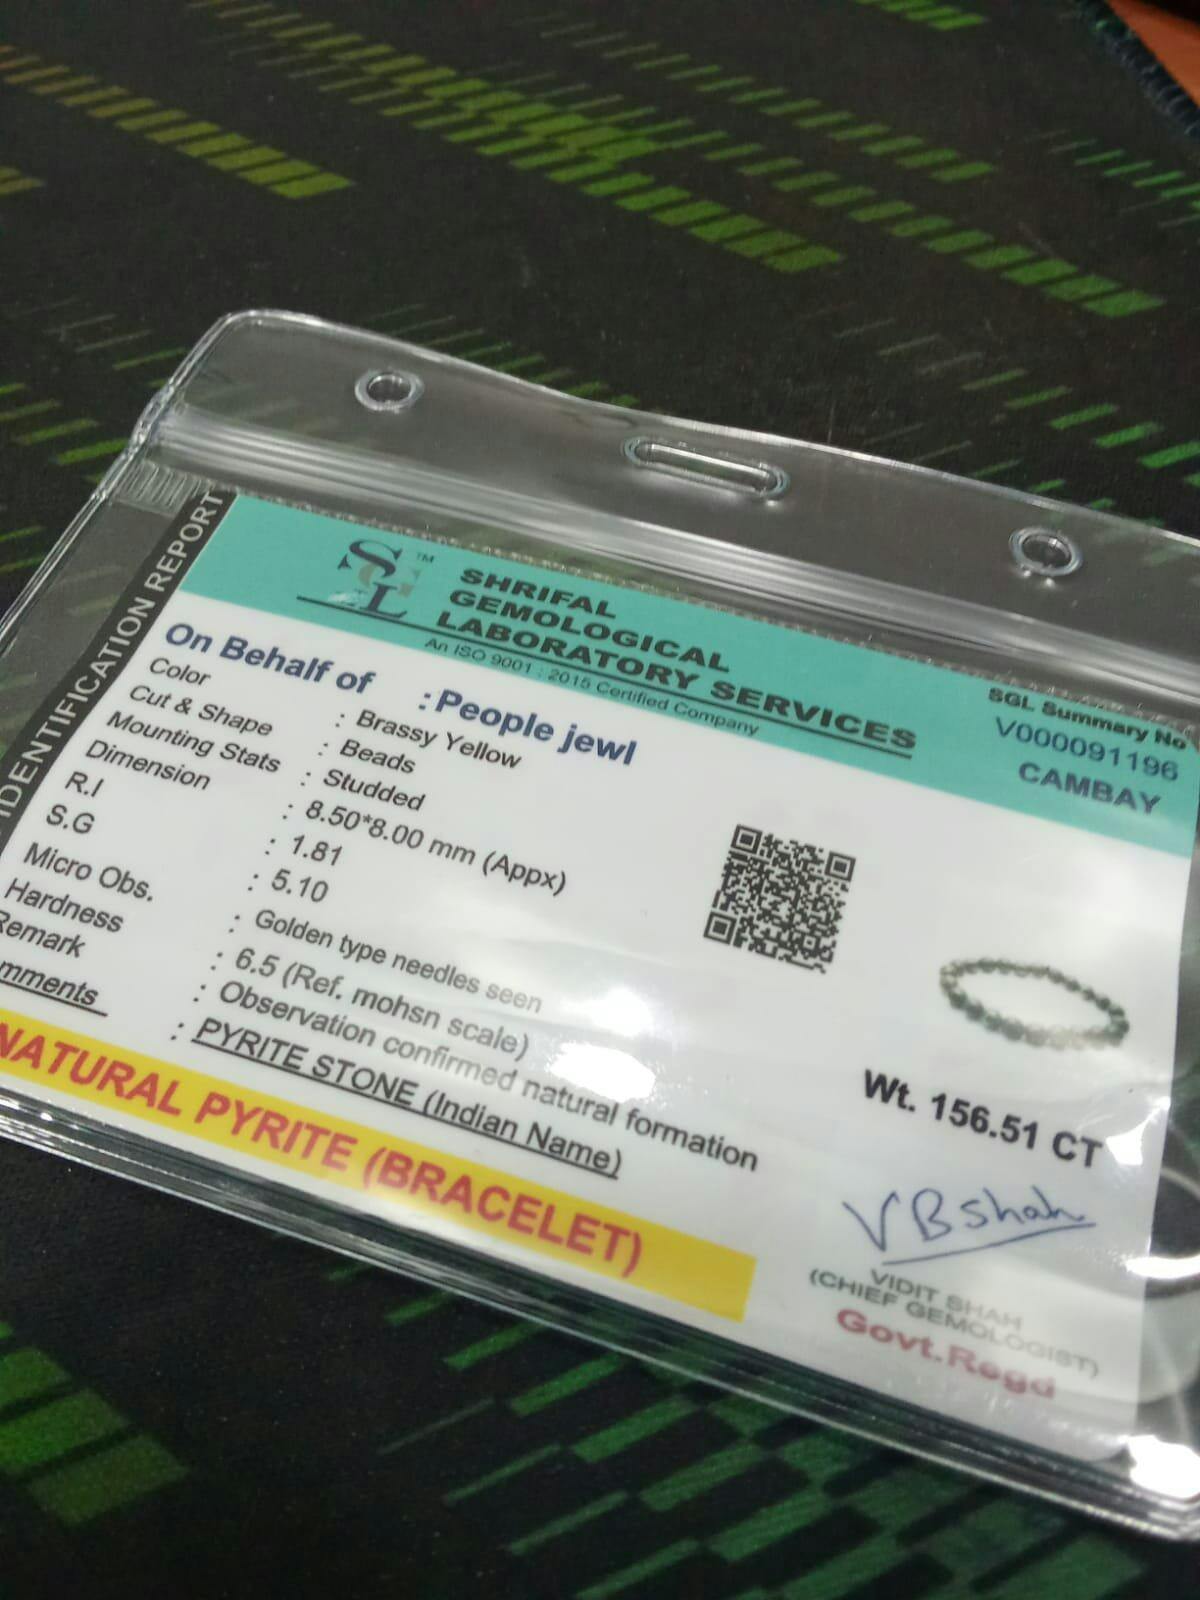 IDENTIFICATION REPORT
SGL™
SHRIFAL
GEMOLOGICAL
LABORATORY SERVICES
An ISO 9001 : 2015 Certified Company
SGL Summary No
V000091196
CAMBAY
On Behalf of : People jewl
Color : Brassy Yellow
Cut & Shape : Beads
Mounting Stats : Studded
Dimension : 8.50*8.00 mm (Appx)
R.I : 1.81
S.G : 5.10
Micro Obs. : Golden type needles seen
Hardness : 6.5 (Ref. mohsn scale)
Remark : Observation confirmed natural formation
mments : PYRITE STONE (Indian Name)
NATURAL PYRITE (BRACELET)
Wt. 156.51 CT
VBShah
VIDIT SHAH
(CHIEF GEMOLOGIST)
Govt.Regd